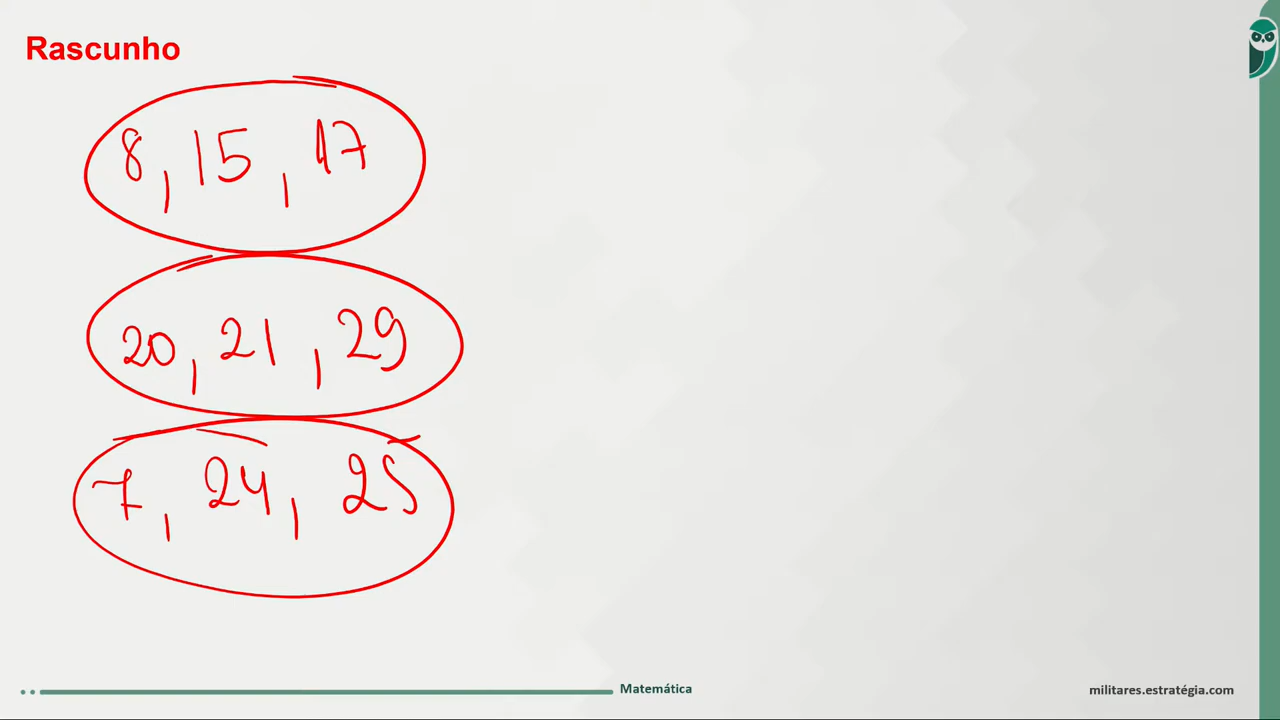 Rascunho
8, 15, 17
20, 21, 29
7, 24, 25
Matemática
militares.estratégia.com